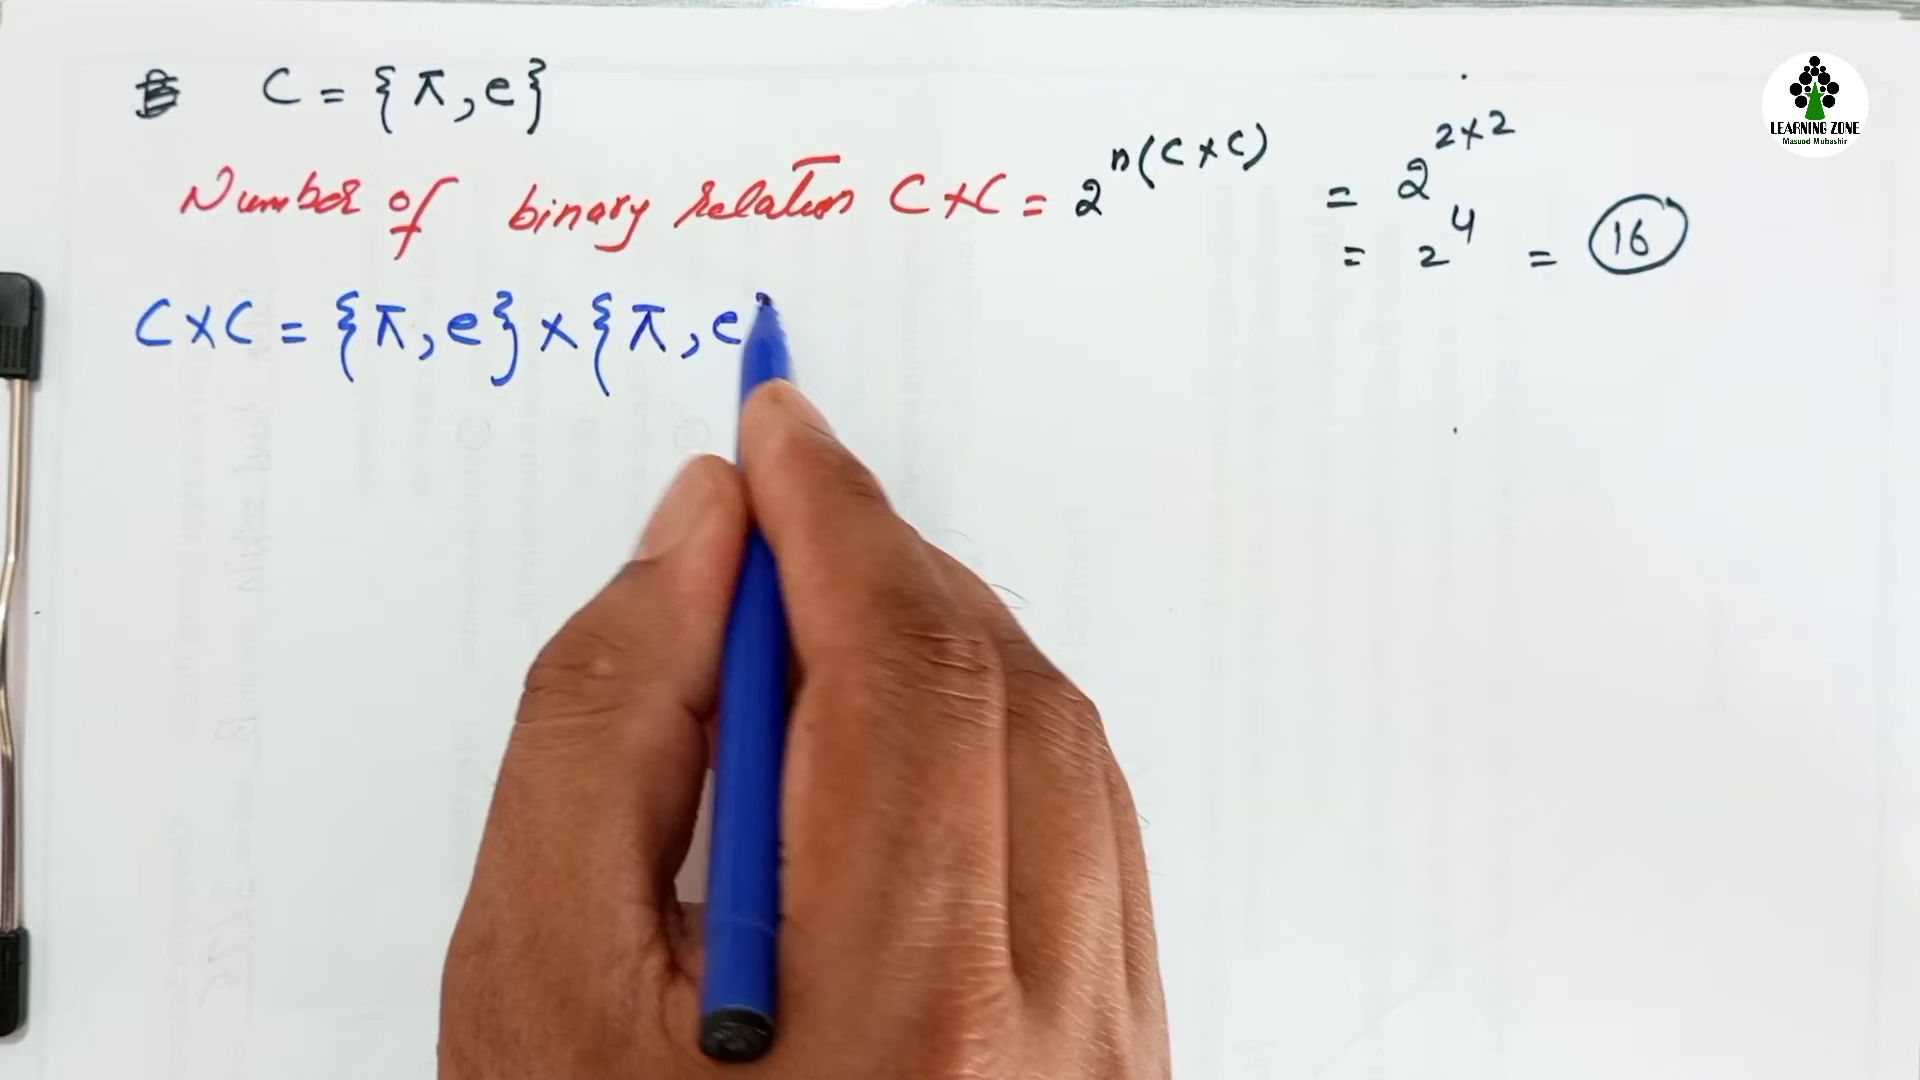 C = {π, e}
Number of binary relation C×C = 2^n(C×C) = 2^2×2
= 2^4 = 16
C×C = {π, e} × {π, e
LEARNING ZONE
Masood Mubashir